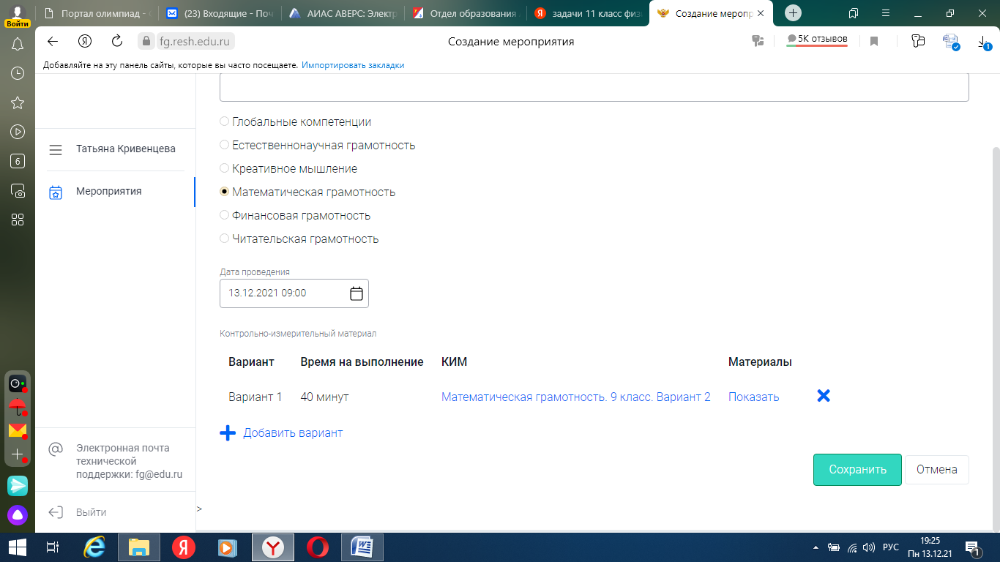 Портал олимпиад - С
(23) Входящие - Поч
АИАС АВЕРС: Электр
Отдел образования
задачи 11 класс физ
Создание меропр
Войти
fg.resh.edu.ru
Создание мероприятия
5K отзывов
1
Добавляйте на эту панель сайты, которые вы часто посещаете. Импортировать закладки
Татьяна Кривенцева
Мероприятия
6
Глобальные компетенции
Естественнонаучная грамотность
Креативное мышление
Математическая грамотность
Финансовая грамотность
Читательская грамотность
Дата проведения
13.12.2021 09:00
Контрольно-измерительный материал
Вариант Время на выполнение КИМ Материалы
Вариант 1 40 минут Математическая грамотность. 9 класс. Вариант 2 Показать
Добавить вариант
Сохранить Отмена
Электронная почта
технической
поддержки: fg@edu.ru
Выйти
>
РУС
19:25
Пн 13.12.21
1